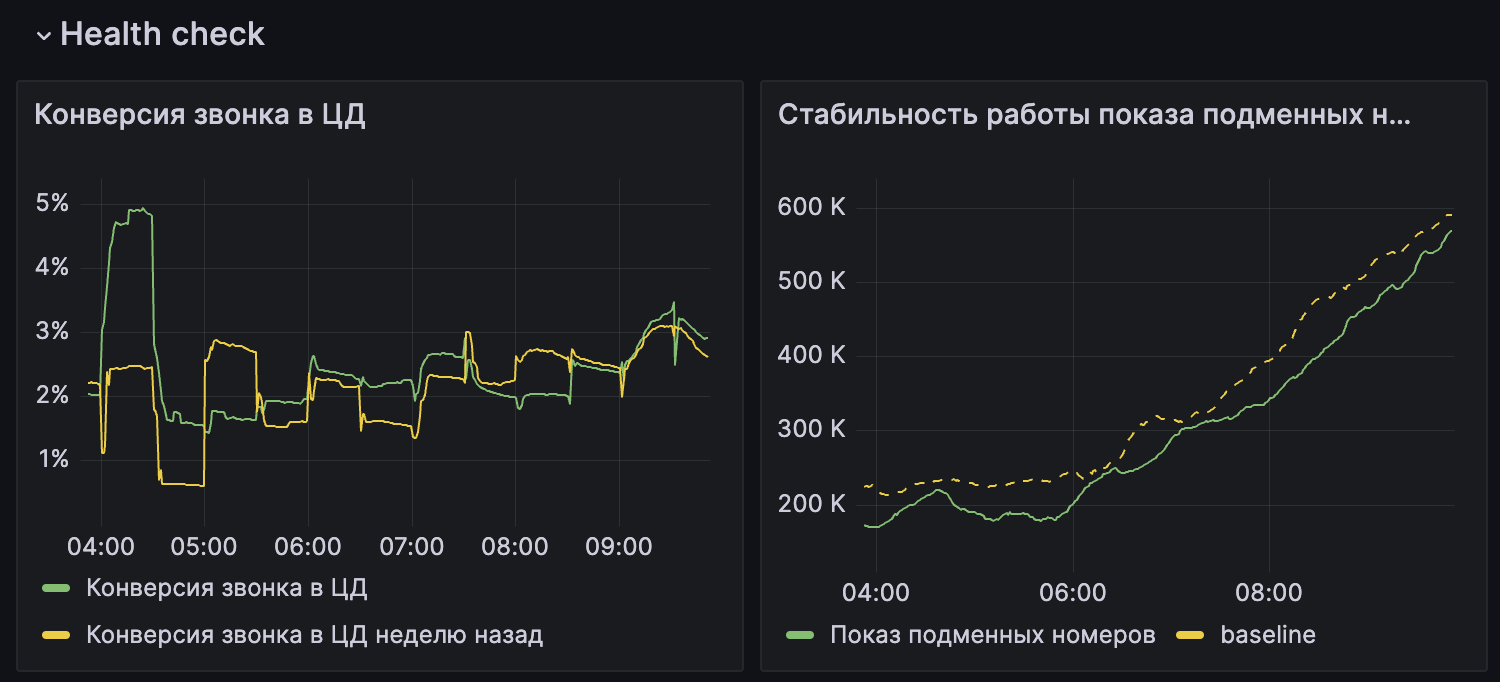 Health check
Конверсия звонка в ЦД
5%
4%
3%
2%
1%
04:00 05:00 06:00 07:00 08:00 09:00
Конверсия звонка в ЦД
Конверсия звонка в ЦД неделю назад
Стабильность работы показа подменных н...
600 K
500 K
400 K
300 K
200 K
04:00 06:00 08:00
Показ подменных номеров baseline